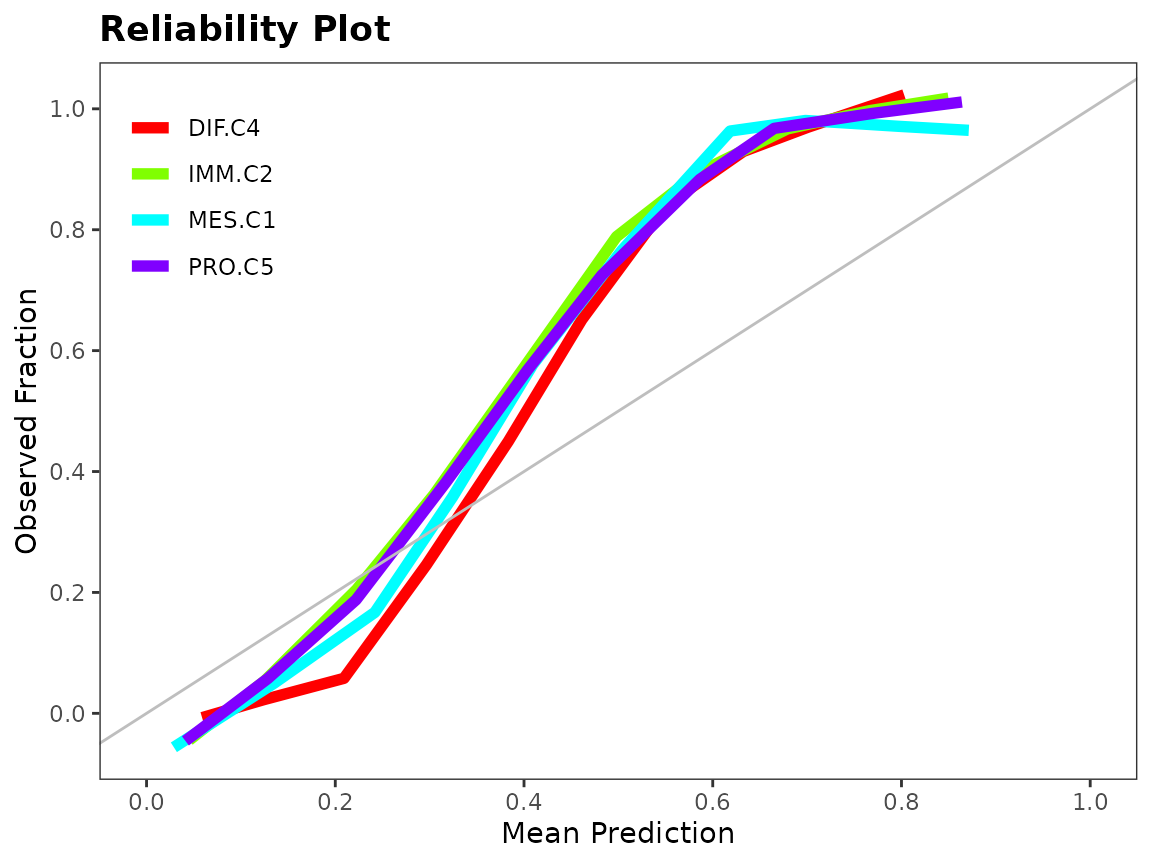 Reliability Plot
1.0
0.8
0.6
0.4
0.2
0.0
Observed Fraction
DIF.C4
IMM.C2
MES.C1
PRO.C5
0.0 0.2 0.4 0.6 0.8 1.0
Mean Prediction